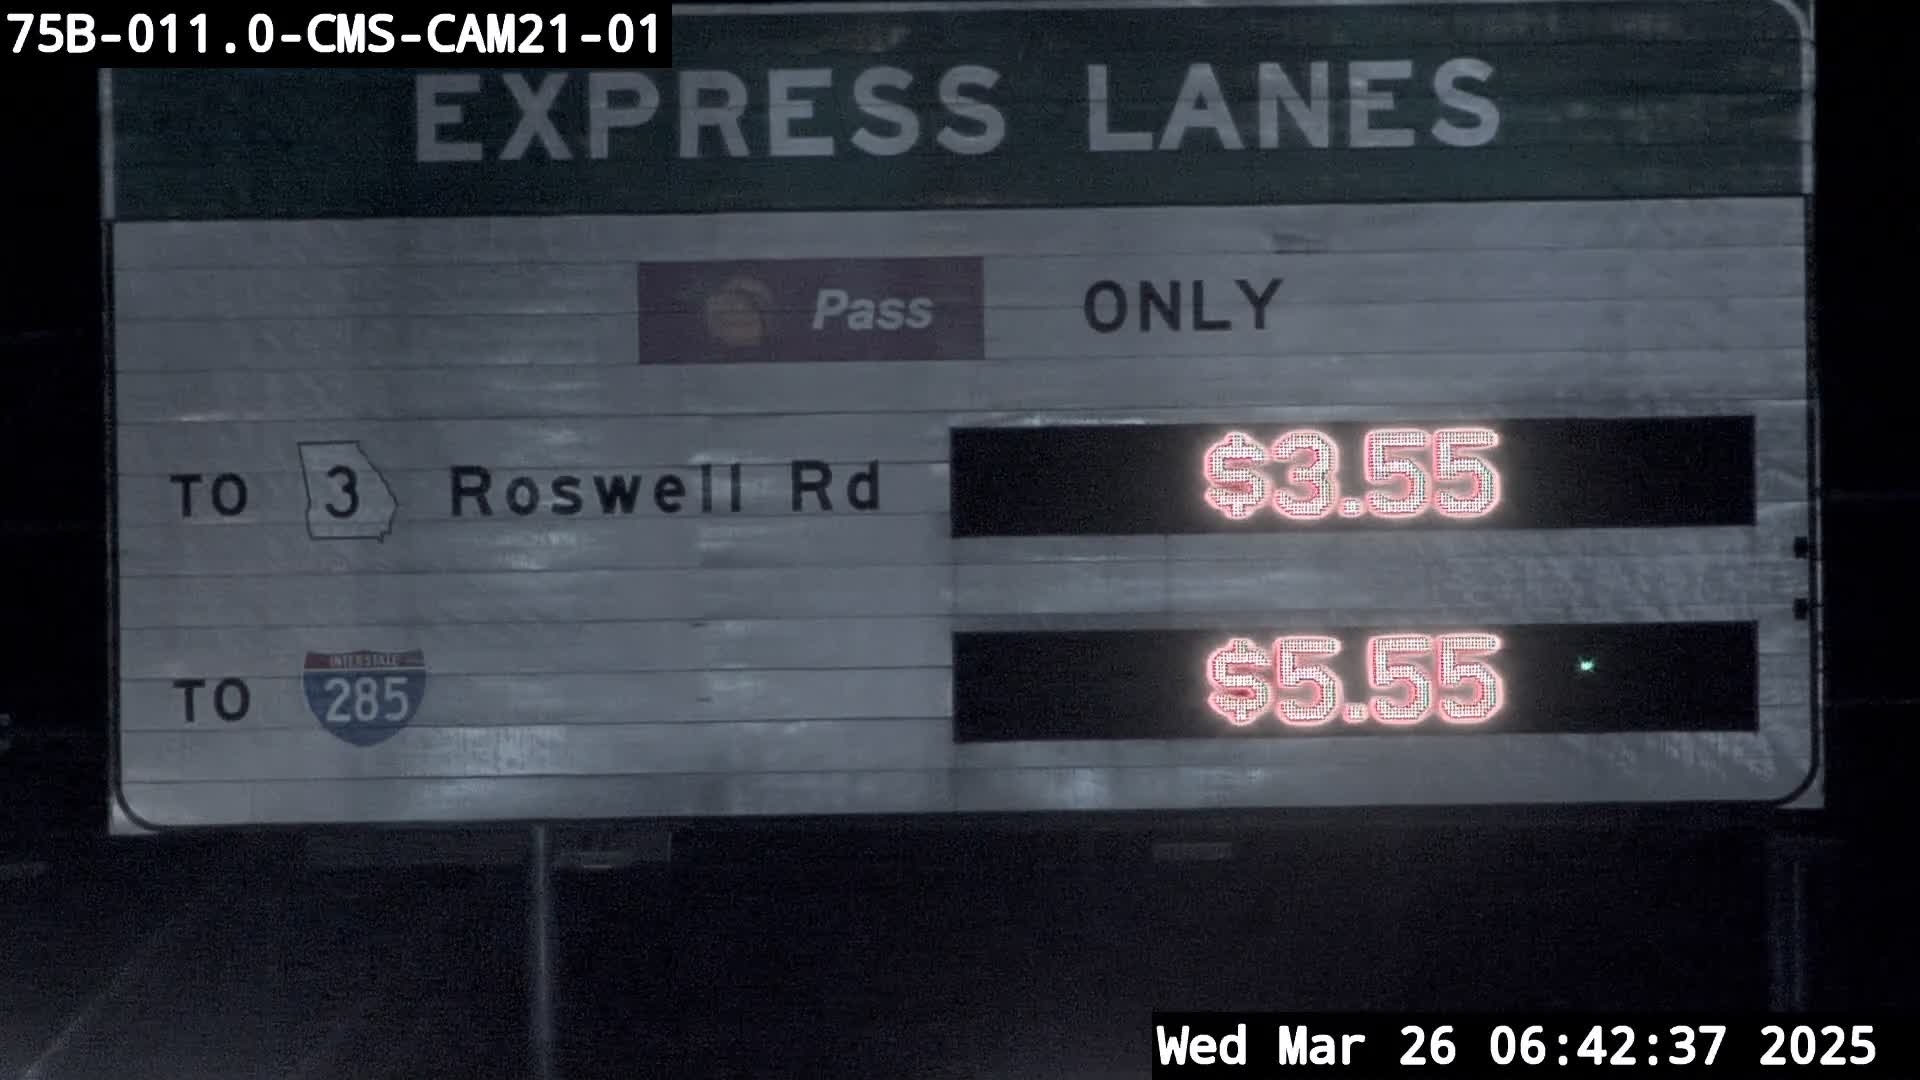 75B-011.0-CMS-CAM21-01
EXPRESS LANES
Pass ONLY
TO 3 Roswell Rd $3.55
INTERSTATE
TO 285 $5.55
Wed Mar 26 06:42:37 2025